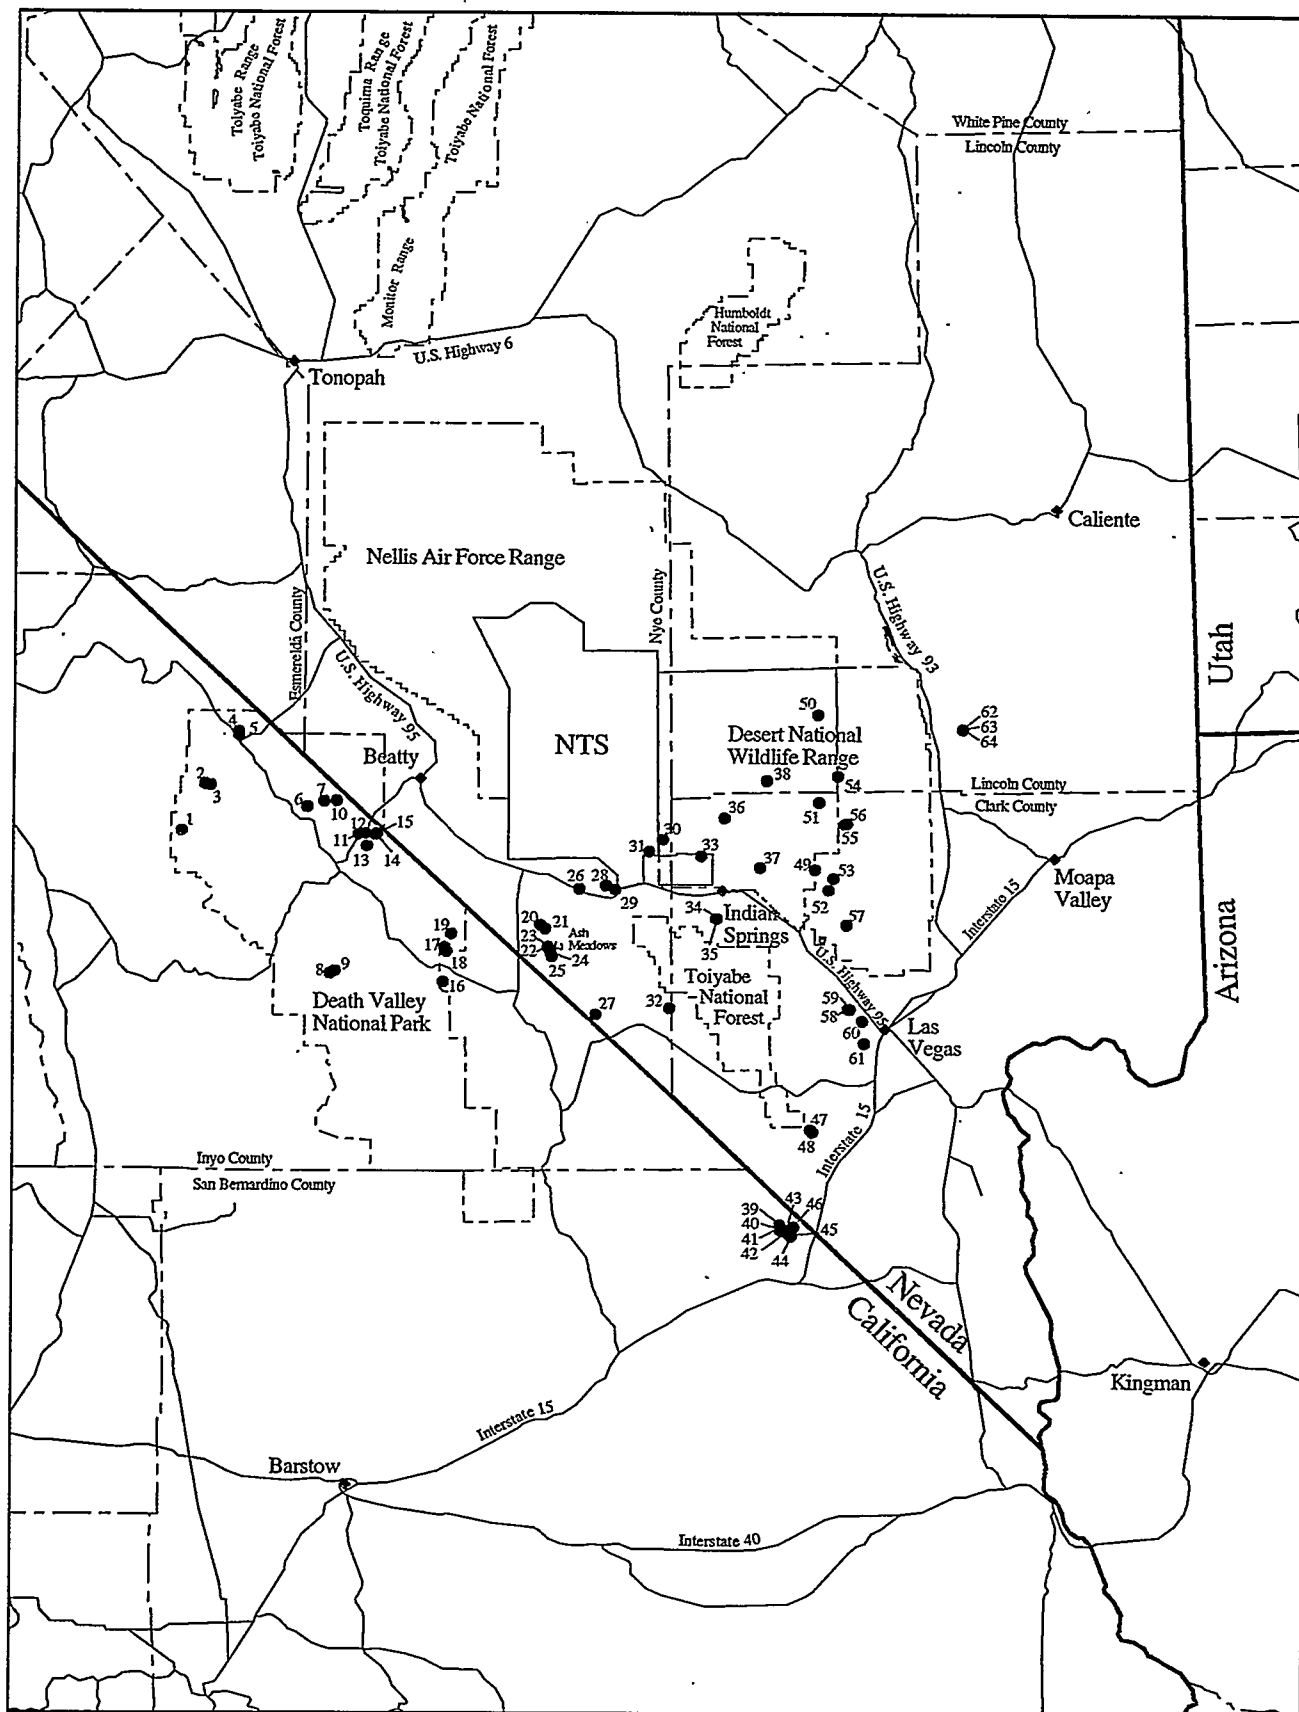 Toiyabe Range
Toiyabe National Forest
Toquima Range
Toiyabe National Forest
Toiyabe National Forest
Monitor Range
White Pine County
Lincoln County
Humboldt
National
Forest
U.S. Highway 6
Tonopah
Caliente
Nellis Air Force Range
Nye County
Esmerelda County
U.S. Highway 95
U.S. Highway 93
Utah
4
5
50
62
63
64
NTS
Desert National
Wildlife Range
Beatty
2
3
38
54
Lincoln County
Clark County
6
7
10
51
36
1
12
15
11
13
14
56
55
30
31
33
37
49
53
52
Moapa
Valley
26
28
29
34
Indian
Springs
35
57
Interstate 15
Arizona
20
21
Ash
Meadows
23
22
24
25
19
17
18
16
8
9
Death Valley
National Park
Toiyabe
National
Forest
U.S. Highway 95
27
32
59
58
60
61
Las
Vegas
47
48
Interstate 15
Inyo County
San Bernardino County
43
39
46
40
45
41
42
44
Nevada
California
Kingman
Interstate 15
Barstow
Interstate 40